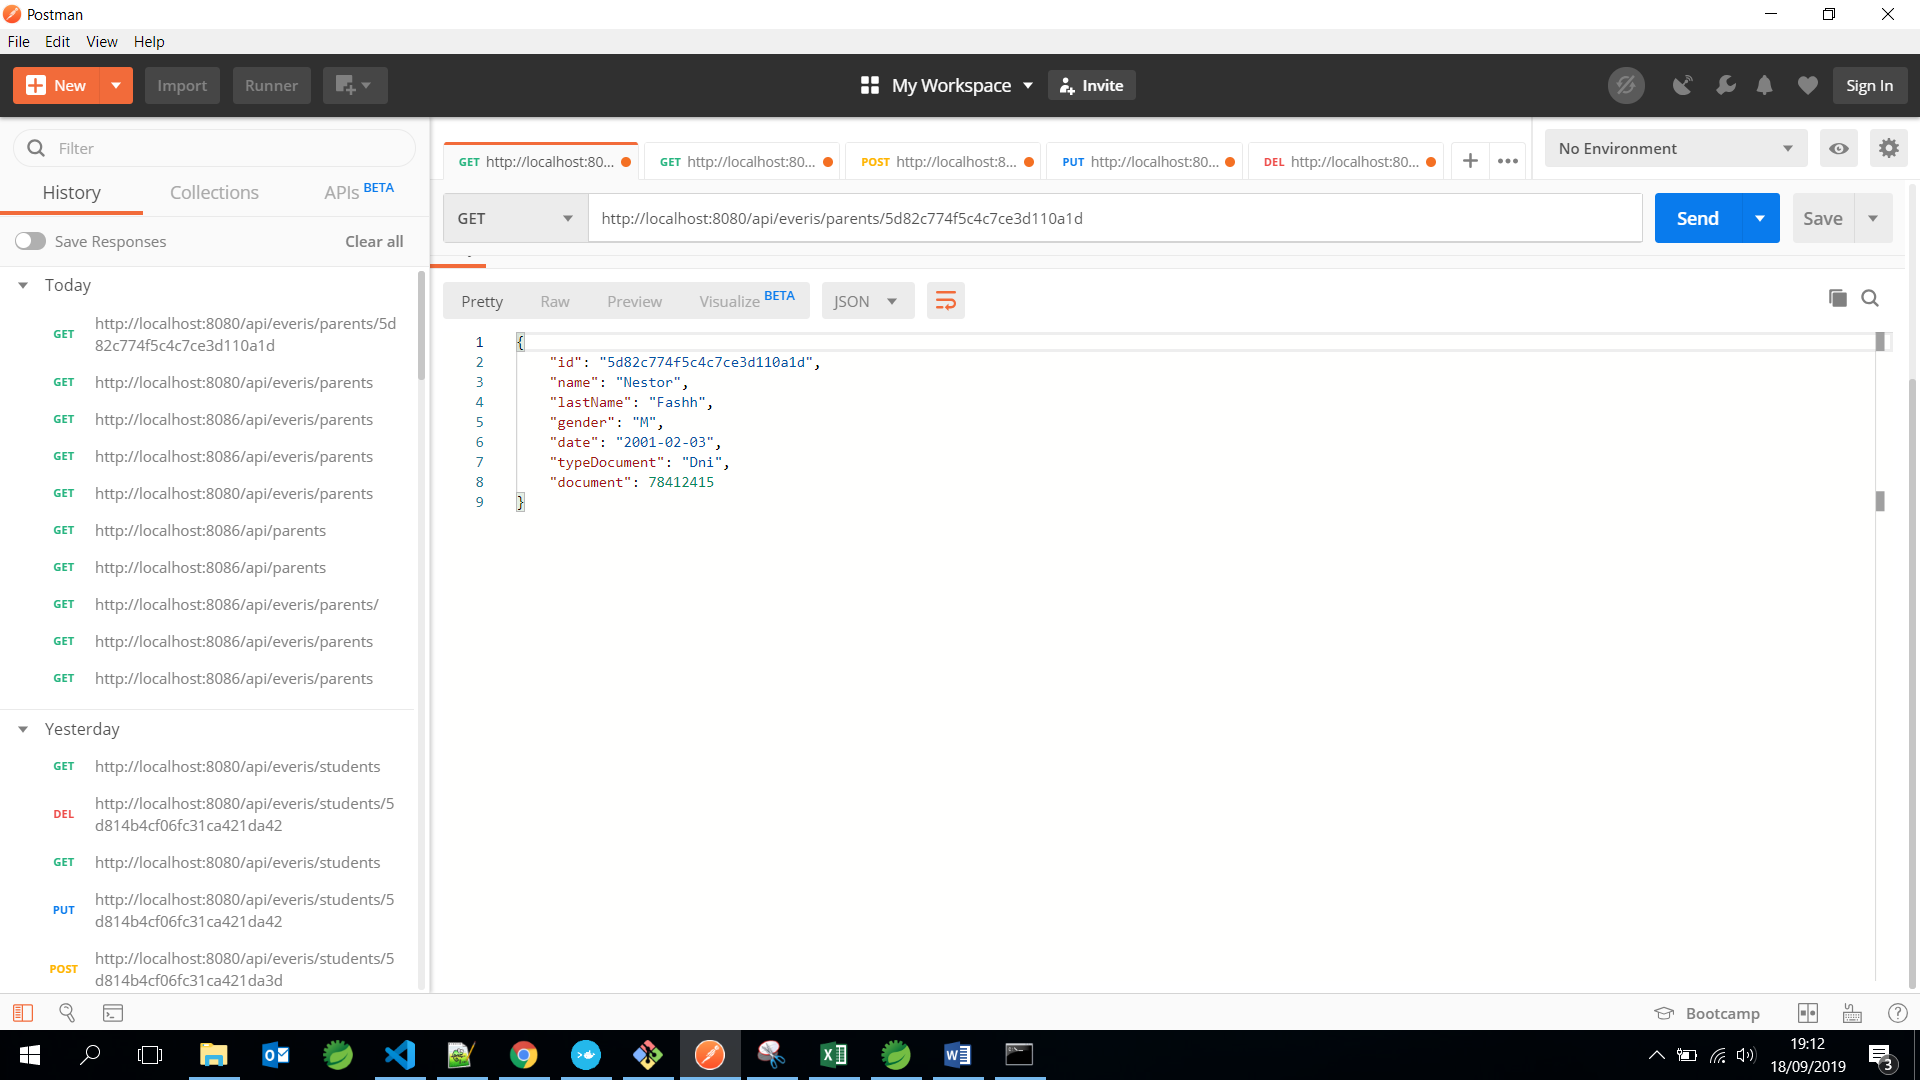 Postman
File Edit View Help
New Import Runner My Workspace Invite Sign In
Filter
History Collections APIs BETA
Save Responses Clear all
Today
GET http://localhost:8080/api/everis/parents/5d
82c774f5c4c7ce3d110a1d
GET http://localhost:8080/api/everis/parents
GET http://localhost:8086/api/everis/parents
GET http://localhost:8086/api/everis/parents
GET http://localhost:8080/api/everis/parents
GET http://localhost:8086/api/parents
GET http://localhost:8086/api/parents
GET http://localhost:8086/api/everis/parents/
GET http://localhost:8086/api/everis/parents
GET http://localhost:8086/api/everis/parents
Yesterday
GET http://localhost:8080/api/everis/students
DEL http://localhost:8080/api/everis/students/5
d814b4cf06fc31ca421da42
GET http://localhost:8080/api/everis/students
PUT http://localhost:8080/api/everis/students/5
d814b4cf06fc31ca421da42
POST http://localhost:8080/api/everis/students/5
d814b4cf06fc31ca421da3d
GET http://localhost:80... GET http://localhost:80... POST http://localhost:8... PUT http://localhost:80... DEL http://localhost:80... No Environment
GET http://localhost:8080/api/everis/parents/5d82c774f5c4c7ce3d110a1d Send Save
Pretty Raw Preview Visualize BETA JSON
1 {
2 "id": "5d82c774f5c4c7ce3d110a1d",
3 "name": "Nestor",
4 "lastName": "Fashh",
5 "gender": "M",
6 "date": "2001-02-03",
7 "typeDocument": "Dni",
8 "document": 78412415
9 }
Bootcamp
19:12
18/09/2019
3